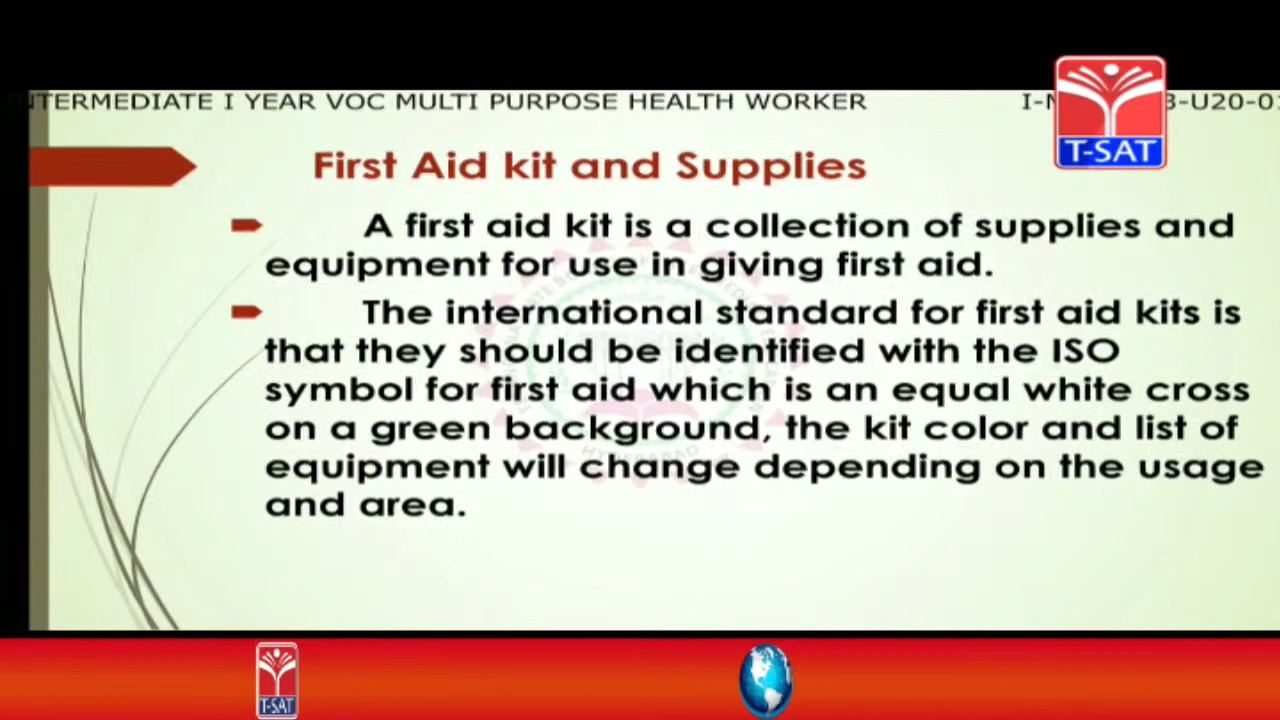 INTERMEDIATE I YEAR VOC MULTI PURPOSE HEALTH WORKER
T-SAT
First Aid kit and Supplies
A first aid kit is a collection of supplies and
equipment for use in giving first aid.
The international standard for first aid kits is
that they should be identified with the ISO
symbol for first aid which is an equal white cross
on a green background, the kit color and list of
equipment will change depending on the usage
and area.
HYDERABAD
T-SAT